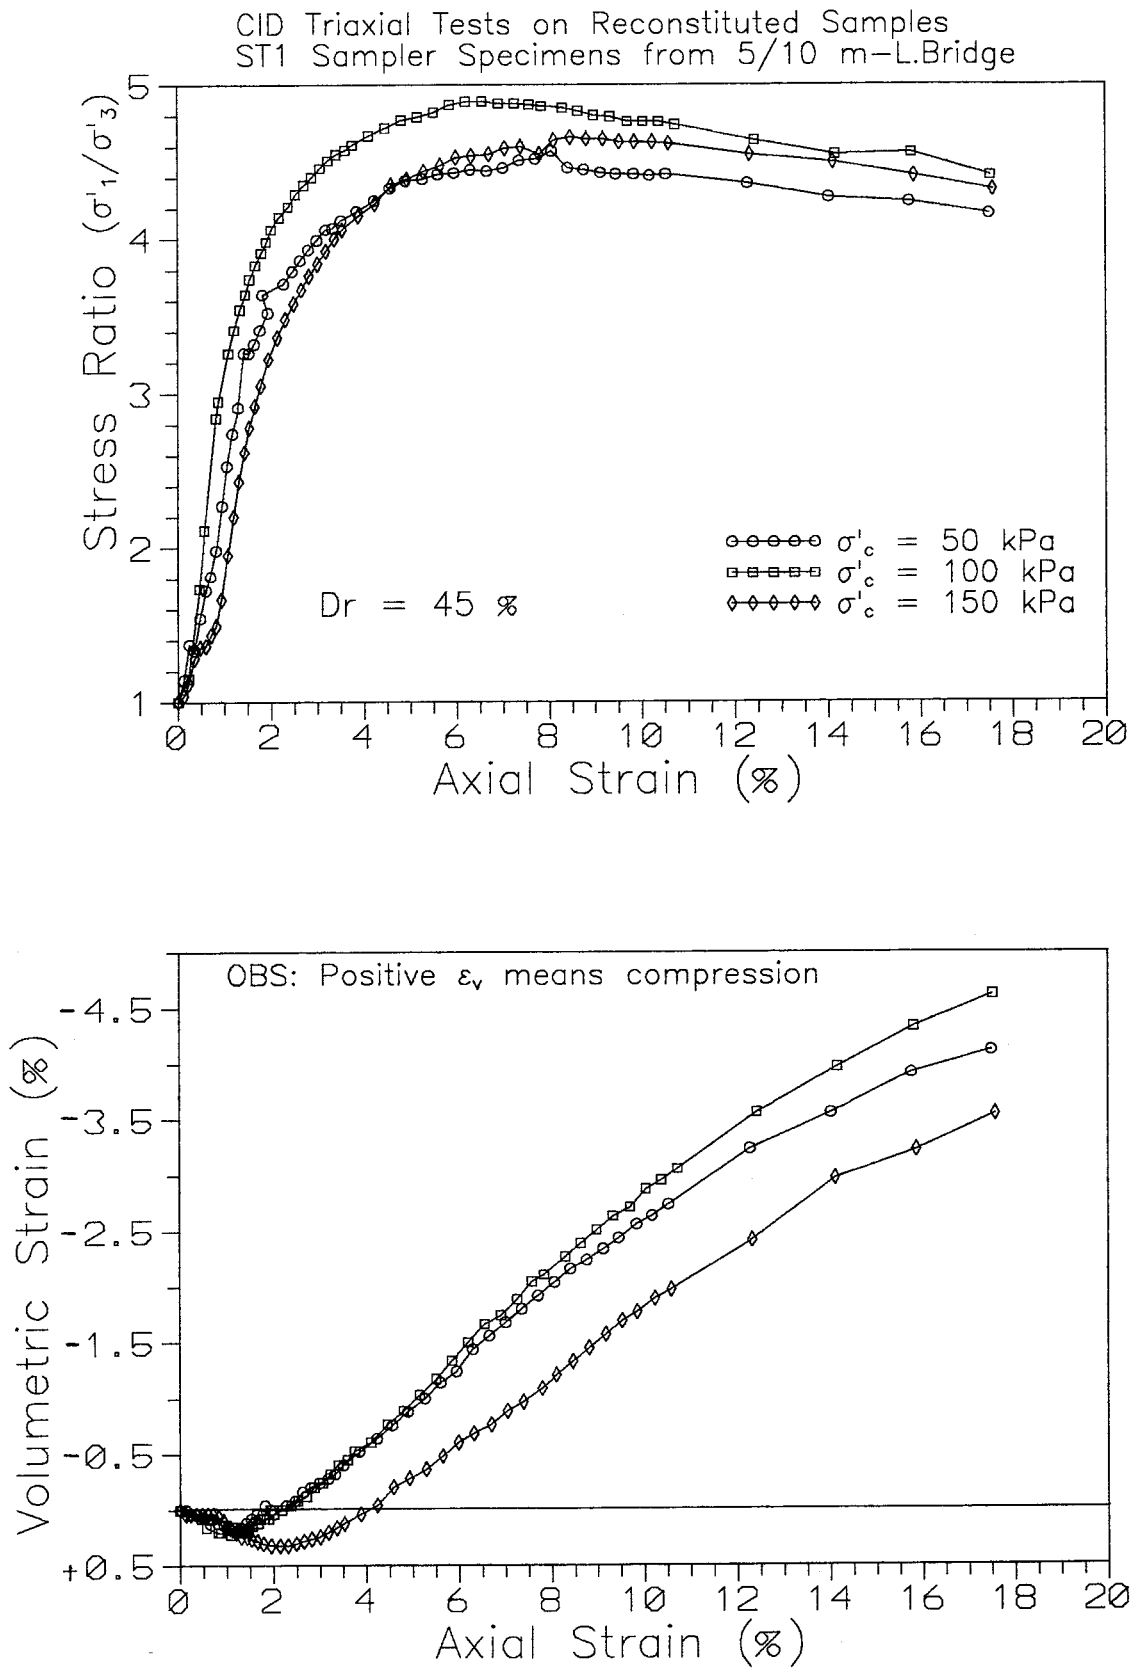 CID Triaxial Tests on Reconstituted Samples
ST1 Sampler Specimens from 5/10 m-L.Bridge
Stress Ratio (σ'₁/σ'₃)
5
4
3
2
1
σ'c = 50 kPa
σ'c = 100 kPa
σ'c = 150 kPa
Dr = 45 %
0 2 4 6 8 10 12 14 16 18 20
Axial Strain (%)
OBS: Positive εv means compression
Volumetric Strain (%)
-4.5
-3.5
-2.5
-1.5
-0.5
+0.5
0 2 4 6 8 10 12 14 16 18 20
Axial Strain (%)